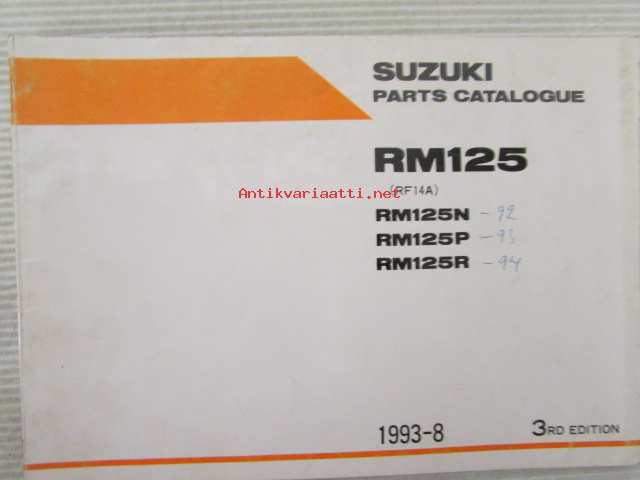 SUZUKI
PARTS CATALOGUE
RM125
(RF14A)
Antikvariaatti.net
RM125N -92
RM125P -93
RM125R -94
1993-8 3RD EDITION